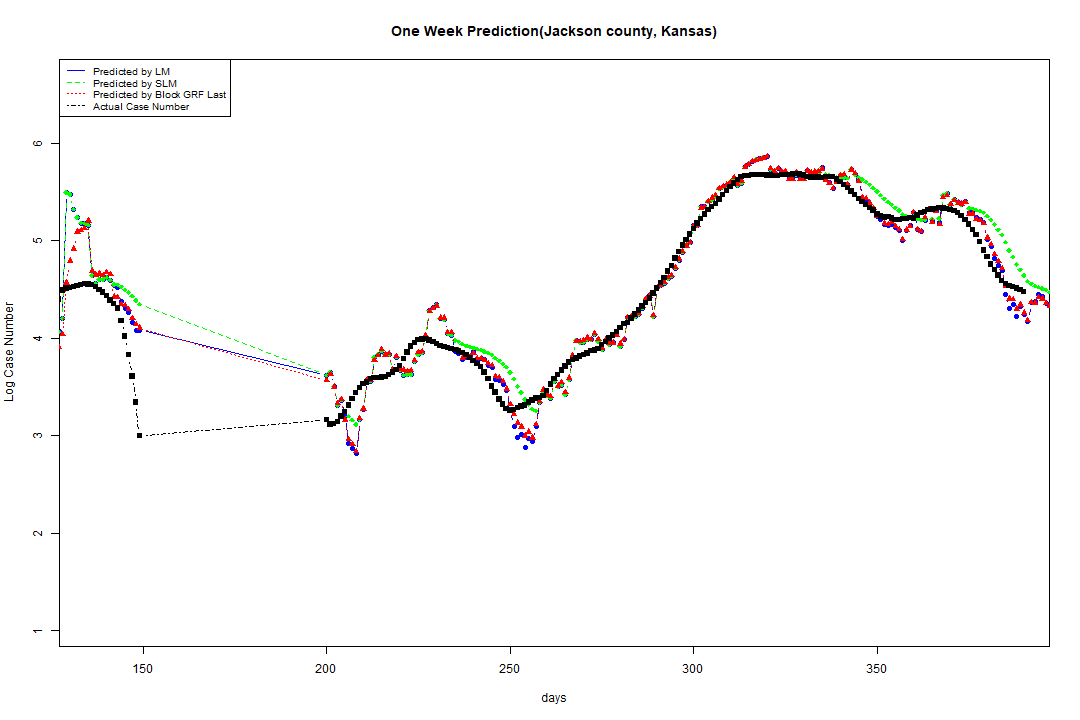 One Week Prediction(Jackson county, Kansas)
Predicted by LM
Predicted by SLM
Predicted by Block GRF Last
Actual Case Number
6
5
4
3
2
1
Log Case Number
150 200 250 300 350
days